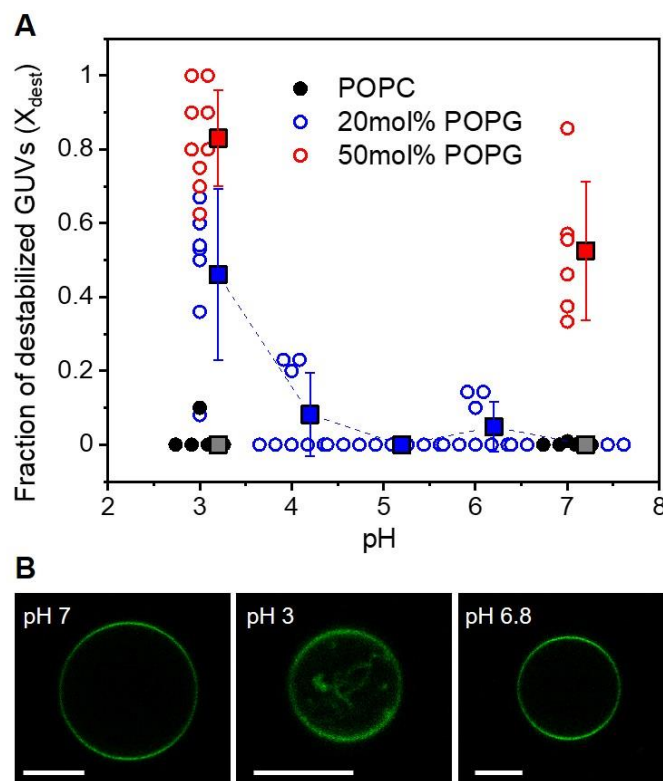 A
Fraction of destabilized GUVs (Xdest)
1
0.8
0.6
0.4
0.2
0
POPC
20mol% POPG
50mol% POPG
2 3 4 5 6 7 8
pH
B
pH 7 pH 3 pH 6.8